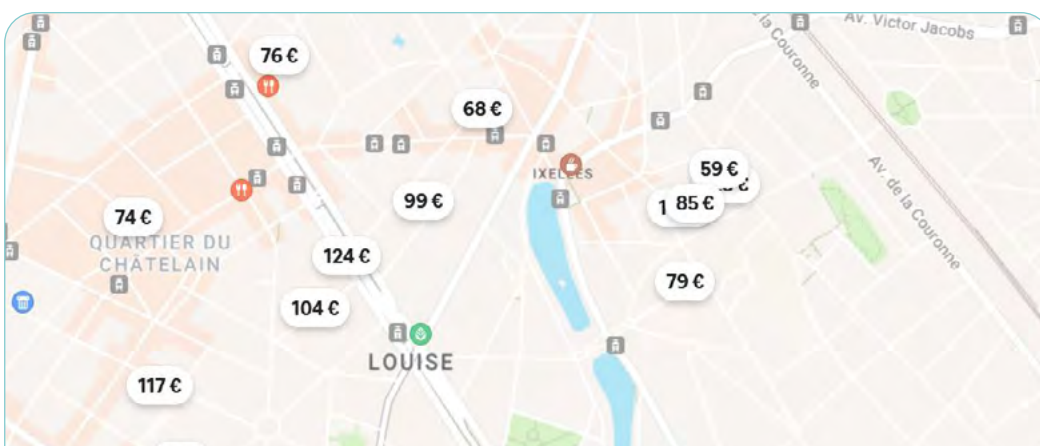 Av. Victor Jacobs
de la Couronne
76 €
68 €
IXELLES
59 €
85 €
99 €
74 €
QUARTIER DU
CHÂTELAIN
124 €
79 €
104 €
Av. de la Couronne
LOUISE
117 €